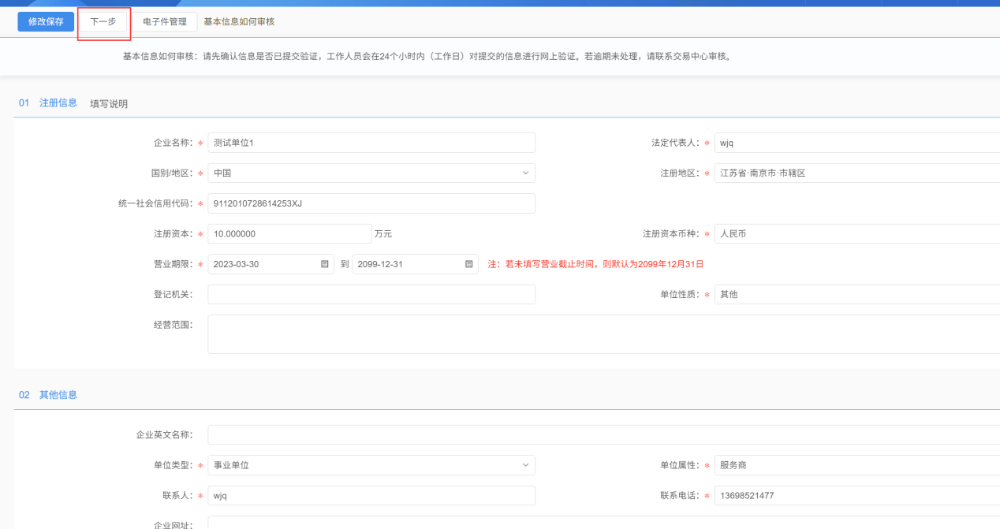 修改保存 下一步 电子件管理 基本信息如何审核
基本信息如何审核：请先确认信息是否已提交验证，工作人员会在24个小时内（工作日）对提交的信息进行网上验证。若逾期未处理，请联系交易中心审核。
01 注册信息 填写说明
企业名称：* 测试单位1 法定代表人：* wjq
国别/地区：* 中国 注册地区：* 江苏省·南京市·市辖区
统一社会信用代码：* 9112010728614253XJ
注册资本：* 10.000000 万元 注册资本币种：* 人民币
营业期限：* 2023-03-30 到 2099-12-31 注：若未填写营业截止时间，则默认为2099年12月31日
登记机关： 单位性质：* 其他
经营范围：
02 其他信息
企业英文名称：
单位类型：* 事业单位 单位属性：* 服务商
联系人：* wjq 联系电话：* 13698521477
企业网址：